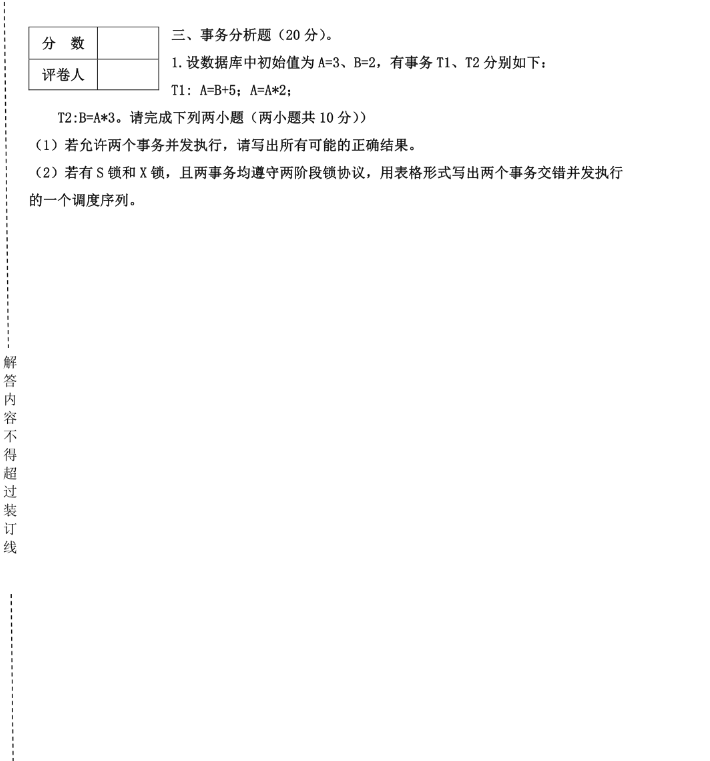 分 数
评卷人
三、事务分析题（20 分）。
1.设数据库中初始值为 A=3、B=2，有事务 T1、T2 分别如下：
T1: A=B+5；A=A*2；
T2:B=A*3。请完成下列两小题（两小题共 10 分））
（1）若允许两个事务并发执行，请写出所有可能的正确结果。
（2）若有 S 锁和 X 锁，且两事务均遵守两阶段锁协议，用表格形式写出两个事务交错并发执行
的一个调度序列。
解答内容不得超过装订线